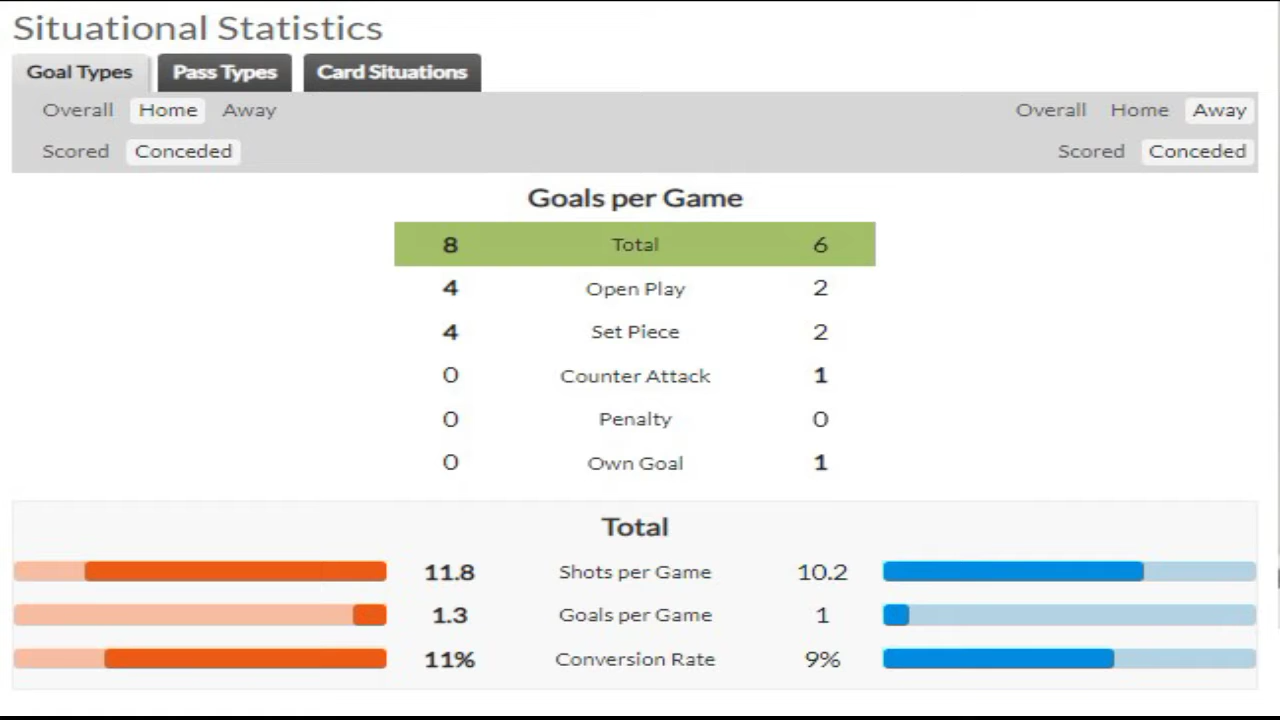 Situational Statistics
Goal Types Pass Types Card Situations
Overall Home Away Overall Home Away
Scored Conceded Scored Conceded
Goals per Game
8 Total 6
4 Open Play 2
4 Set Piece 2
0 Counter Attack 1
0 Penalty 0
0 Own Goal 1
Total
11.8 Shots per Game 10.2
1.3 Goals per Game 1
11% Conversion Rate 9%